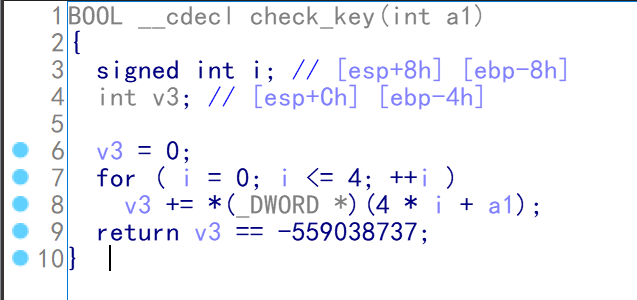 1 BOOL __cdecl check_key(int a1)
2 {
3   signed int i; // [esp+8h] [ebp-8h]
4   int v3; // [esp+Ch] [ebp-4h]
5
6   v3 = 0;
7   for ( i = 0; i <= 4; ++i )
8     v3 += *(_DWORD *)(4 * i + a1);
9   return v3 == -559038737;
10 }